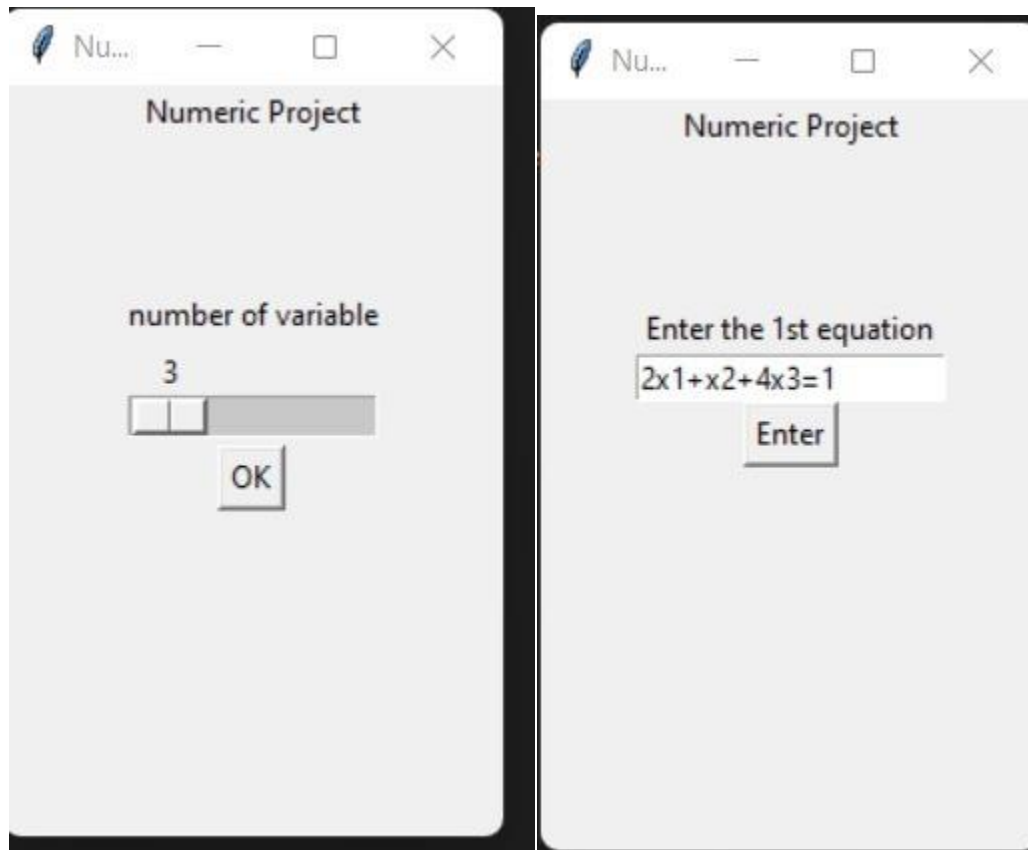 Nu...
Numeric Project
number of variable
3
OK
Nu...
Numeric Project
Enter the 1st equation
2x1+x2+4x3=1
Enter